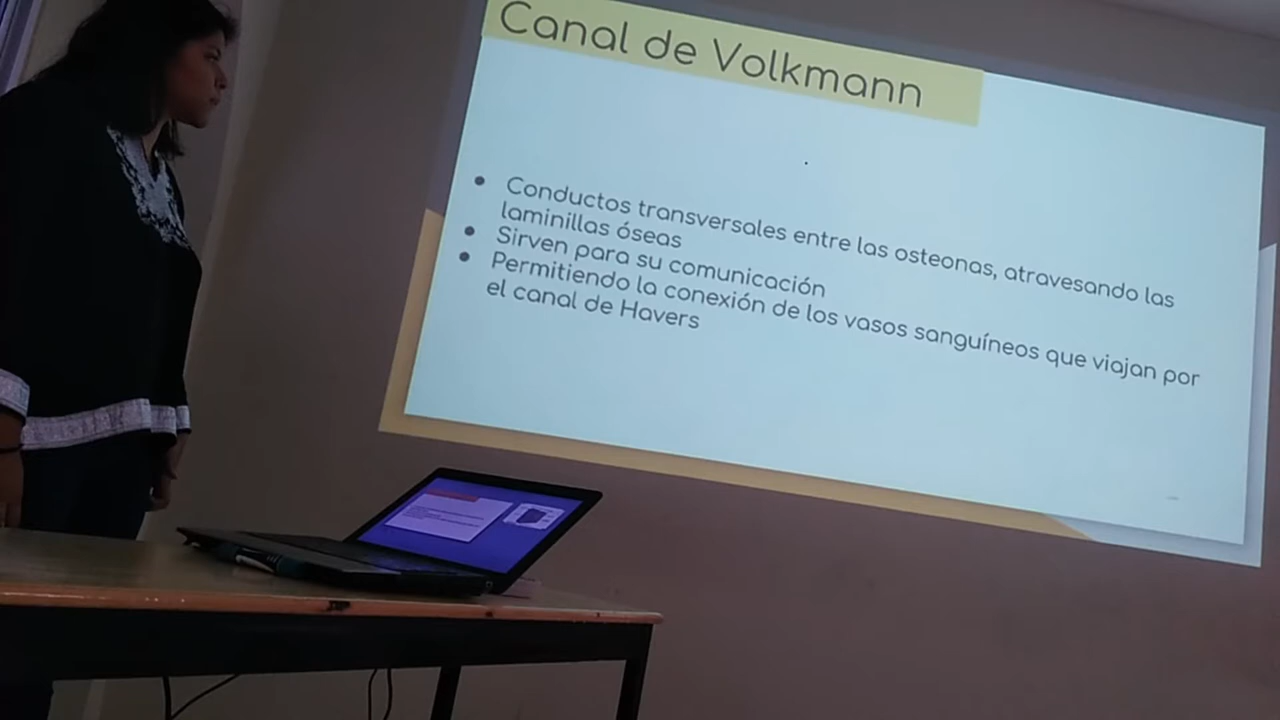 Canal de Volkmann
● Conductos transversales entre las osteonas, atravesando las
laminillas óseas
● Sirven para su comunicación
● Permitiendo la conexión de los vasos sanguíneos que viajan por
el canal de Havers